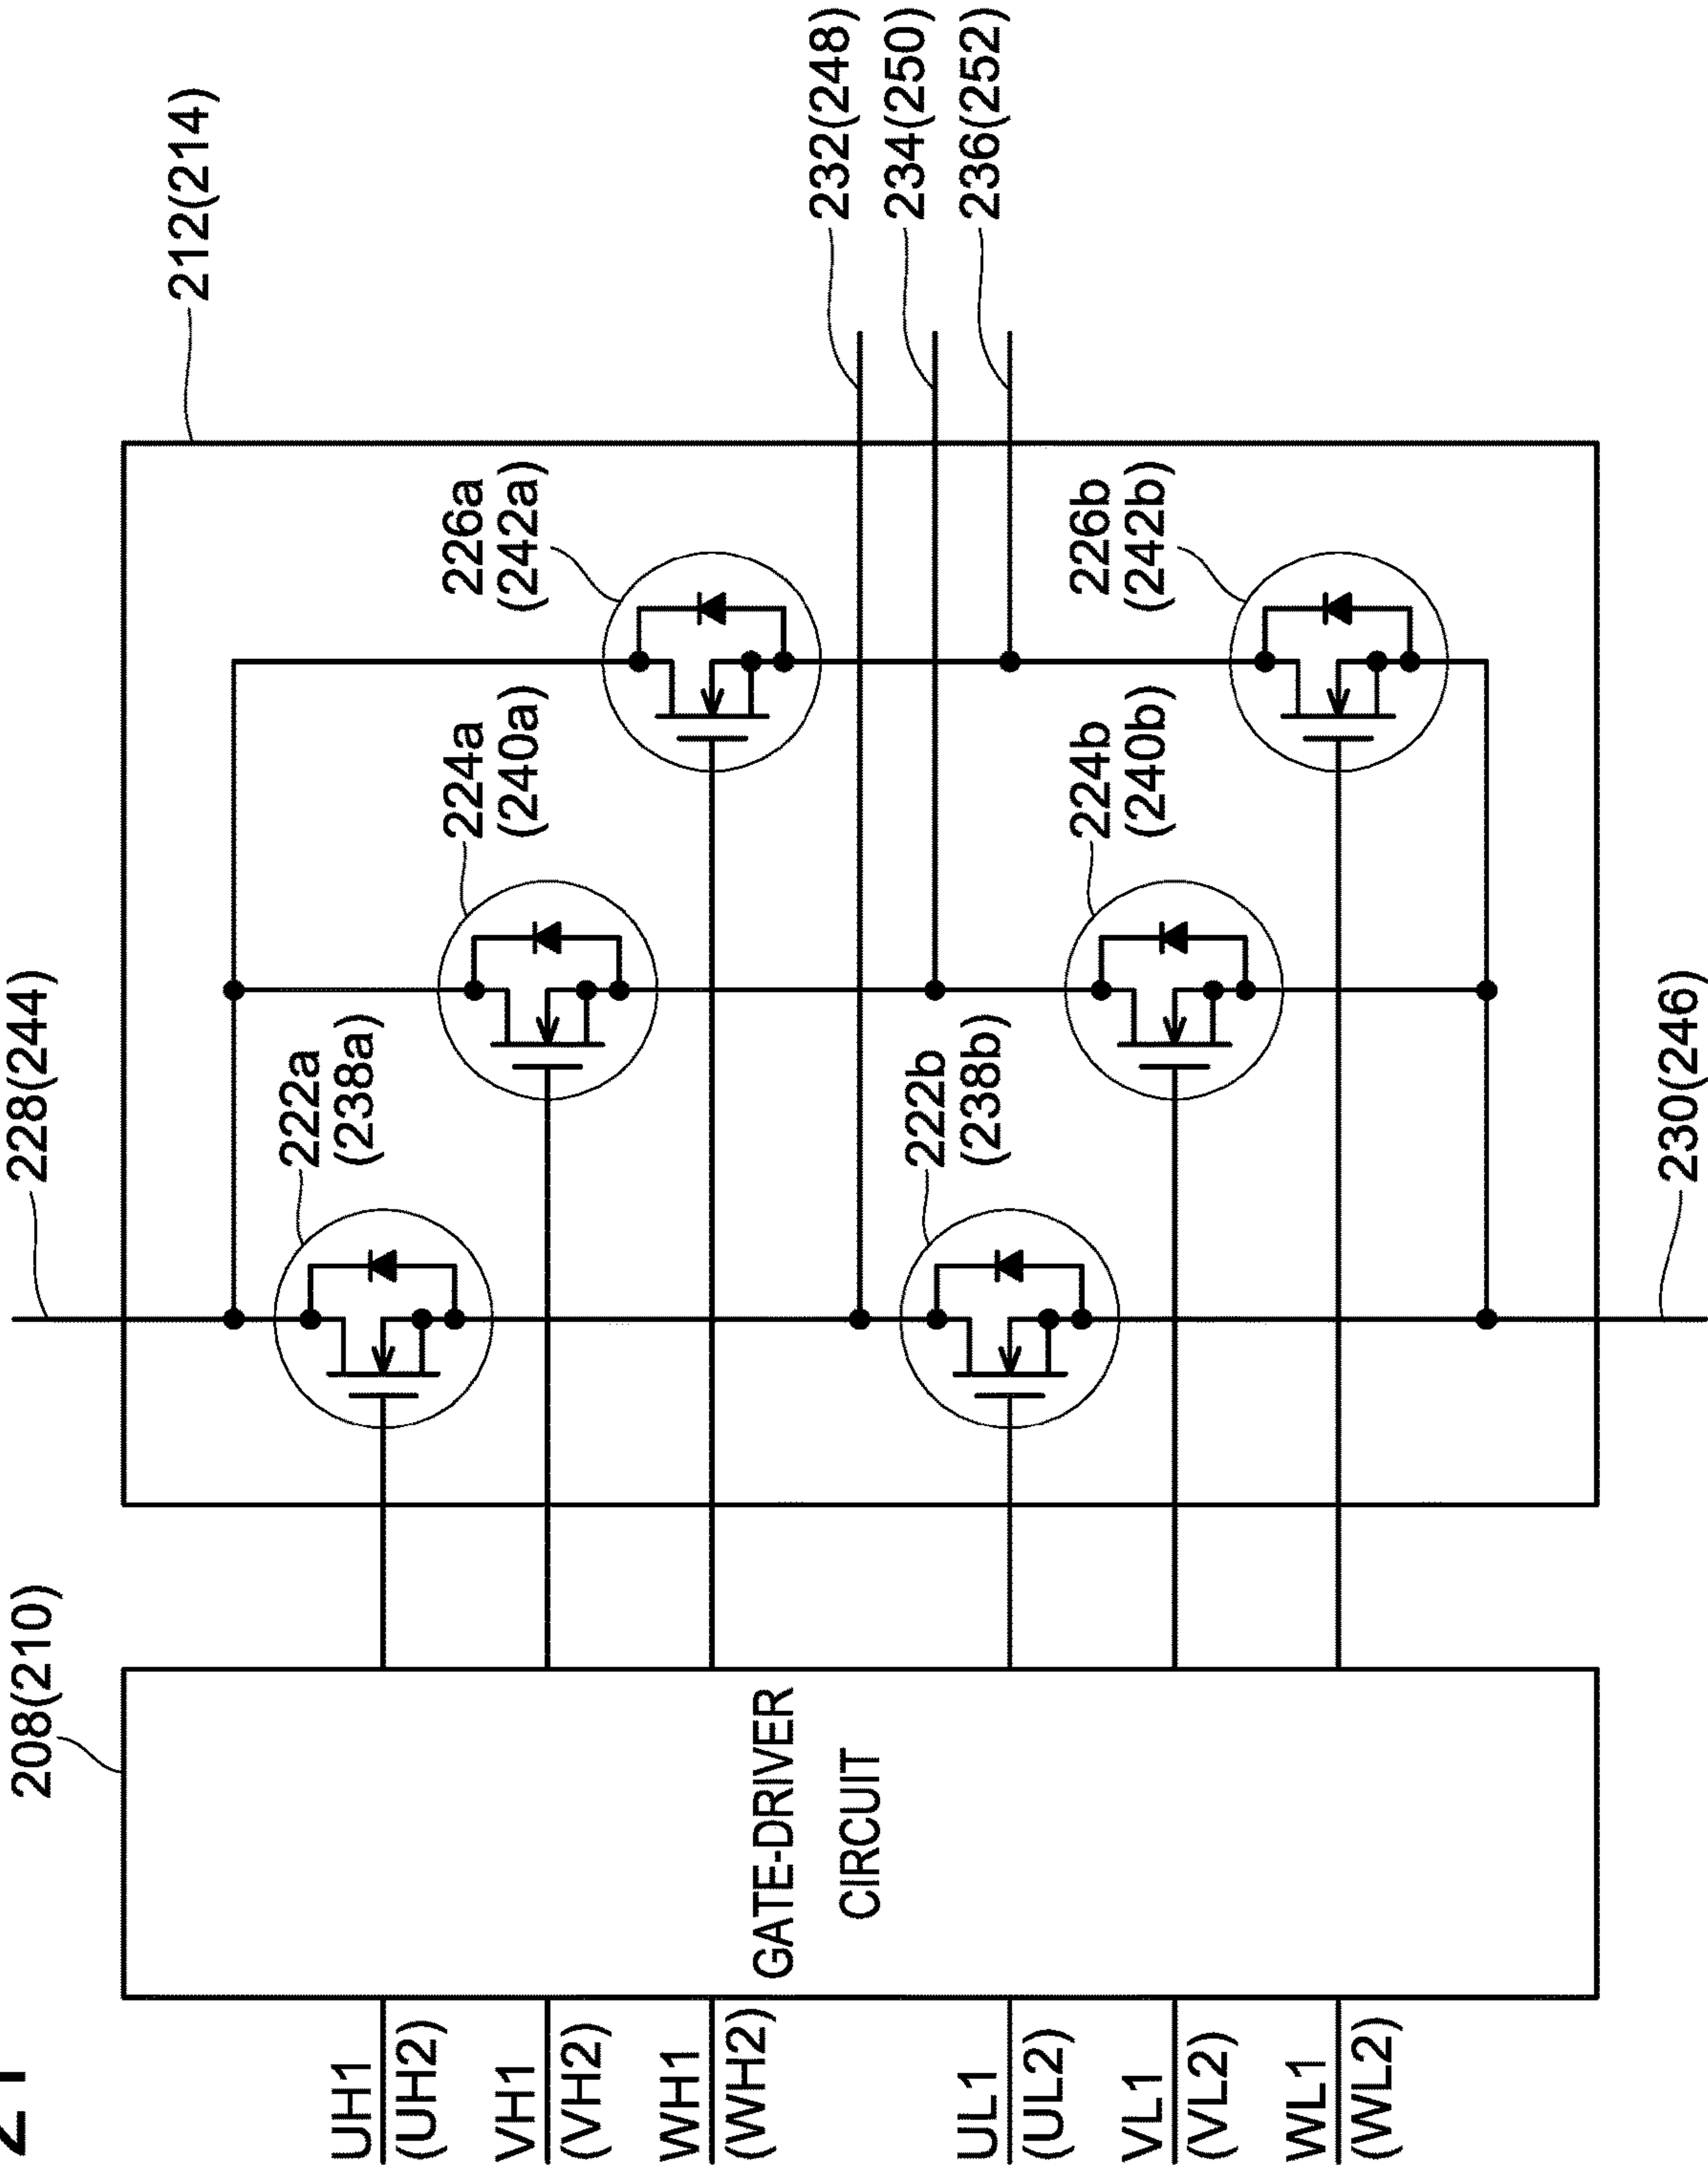 21
208(210)
228(244)
212(214)
UH1
(UH2)
VH1
(VH2)
WH1
(WH2)
UL1
(UL2)
VL1
(VL2)
WL1
(WL2)
GATE-DRIVER
CIRCUIT
222a
(238a)
224a
(240a)
226a
(242a)
232(248)
234(250)
236(252)
222b
(238b)
224b
(240b)
226b
(242b)
230(246)